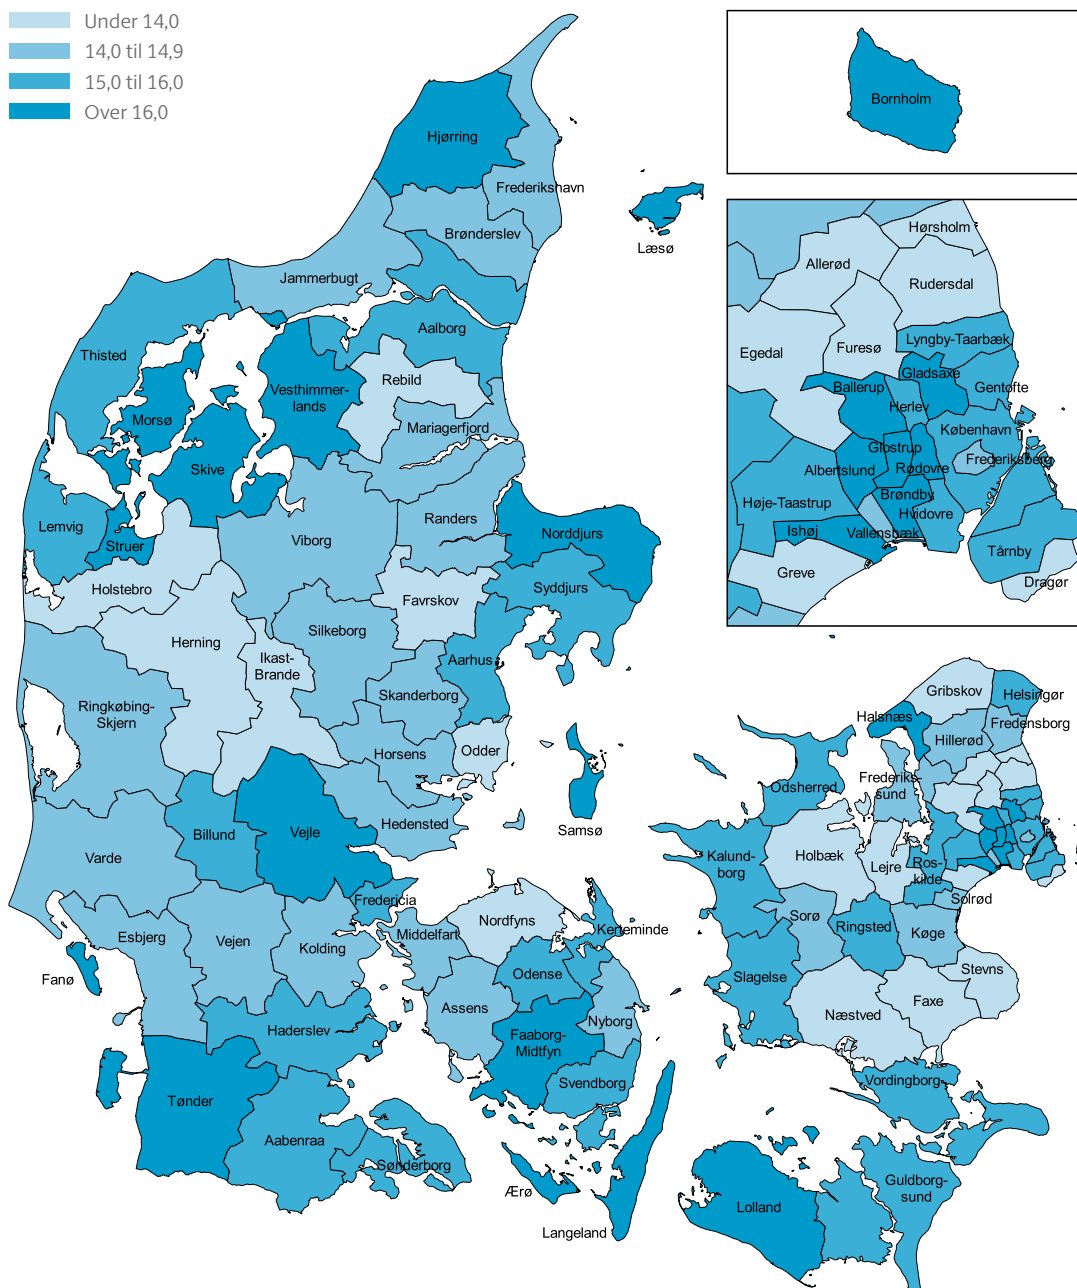 Under 14,0
14,0 til 14,9
15,0 til 16,0
Over 16,0
Bornholm
Hjørring
Frederikshavn
Læsø
Brønderslev
Jammerbugt
Aalborg
Thisted
Rebild
Vesthimmer-
lands
Morsø
Mariagerfjord
Skive
Lemvig
Struer
Viborg
Randers
Norddjurs
Holstebro
Favrskov
Syddjurs
Herning
Silkeborg
Ikast-
Brande
Aarhus
Skanderborg
Ringkøbing-
Skjern
Horsens
Odder
Hedensted
Samsø
Billund
Vejle
Varde
Fredericia
Esbjerg
Vejen
Kolding
Middelfart
Nordfyns
Kerteminde
Fanø
Odense
Assens
Nyborg
Haderslev
Faaborg-
Midtfyn
Svendborg
Tønder
Aabenraa
Sønderborg
Ærø
Langeland
Hørsholm
Allerød
Rudersdal
Egedal
Furesø
Lyngby-Taarbæk
Gladsaxe
Ballerup
Gentofte
Herlev
København
Glostrup
Frederiksberg
Albertslund
Rødovre
Høje-Taastrup
Brøndby
Hvidovre
Ishøj
Vallensbæk
Tårnby
Greve
Dragør
Gribskov
Helsingør
Halsnæs
Fredensborg
Hillerød
Odsherred
Frederiks-
sund
Holbæk
Lejre
Kalund-
borg
Ros-
kilde
Solrød
Sorø
Ringsted
Køge
Slagelse
Stevns
Faxe
Næstved
Vordingborg
Guldborg-
sund
Lolland